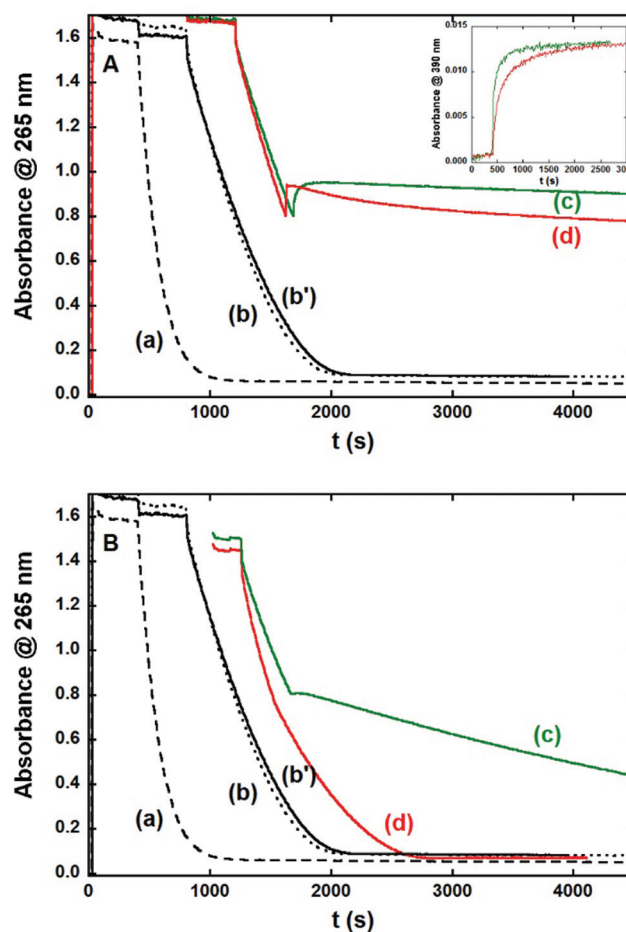 1.6
1.4
1.2
1.0
0.8
0.6
0.4
0.2
0.0
Absorbance @ 265 nm
A
(a)
(b)
(b')
(c)
(d)
0.015
0.010
0.005
0.000
Absorbance @ 390 nm
0 500 1000 1500 2000 2500 3000
t (s)
0 1000 2000 3000 4000
t (s)
1.6
1.4
1.2
1.0
0.8
0.6
0.4
0.2
0.0
Absorbance @ 265 nm
B
(a)
(b)
(b')
(c)
(d)
0 1000 2000 3000 4000
t (s)